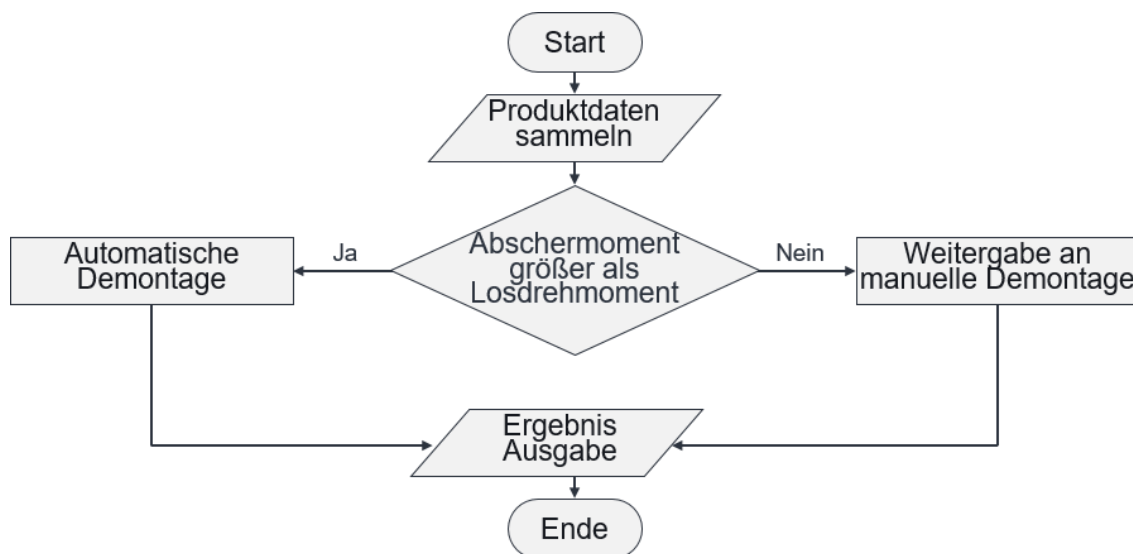 Start
Produktdaten
sammeln
Abschermoment
größer als
Losdrehmoment
Ja
Nein
Automatische
Demontage
Weitergabe an
manuelle Demontage
Ergebnis
Ausgabe
Ende